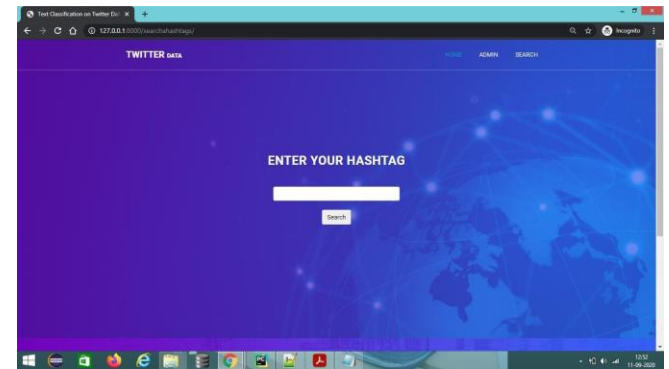 Text Classification on Twitter Dat
127.0.0.1:8000/searchahashtags/
Incognito
TWITTER DATA
HOME ADMIN SEARCH
ENTER YOUR HASHTAG
Search
12:52
11-09-2020